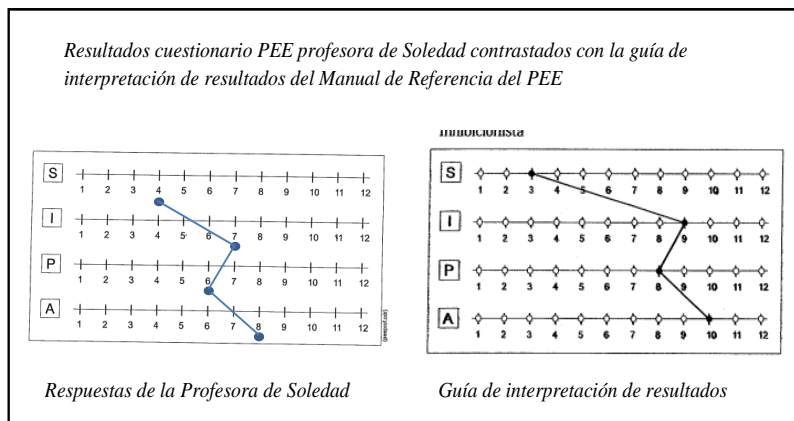 Resultados cuestionario PEE profesora de Soledad contrastados con la guía de
interpretación de resultados del Manual de Referencia del PEE
Inhibicionista
S
1 2 3 4 5 6 7 8 9 10 11 12
I
1 2 3 4 5 6 7 8 9 10 11 12
P
1 2 3 4 5 6 7 8 9 10 11 12
A
1 2 3 4 5 6 7 8 9 10 11 12
S
1 2 3 4 5 6 7 8 9 10 11 12
I
1 2 3 4 5 6 7 8 9 10 11 12
P
1 2 3 4 5 6 7 8 9 10 11 12
A
1 2 3 4 5 6 7 8 9 10 11 12
Respuestas de la Profesora de Soledad
Guía de interpretación de resultados